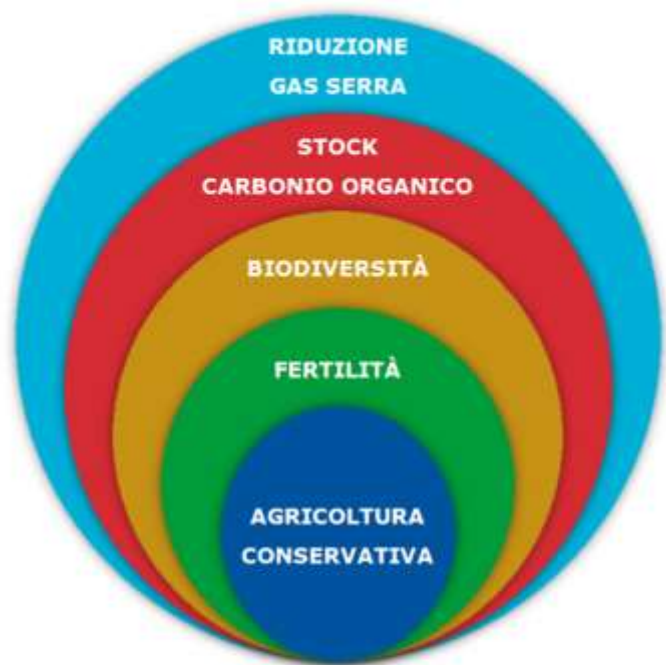 RIDUZIONE
GAS SERRA
STOCK
CARBONIO ORGANICO
BIODIVERSITÀ
FERTILITÀ
AGRICOLTURA
CONSERVATIVA